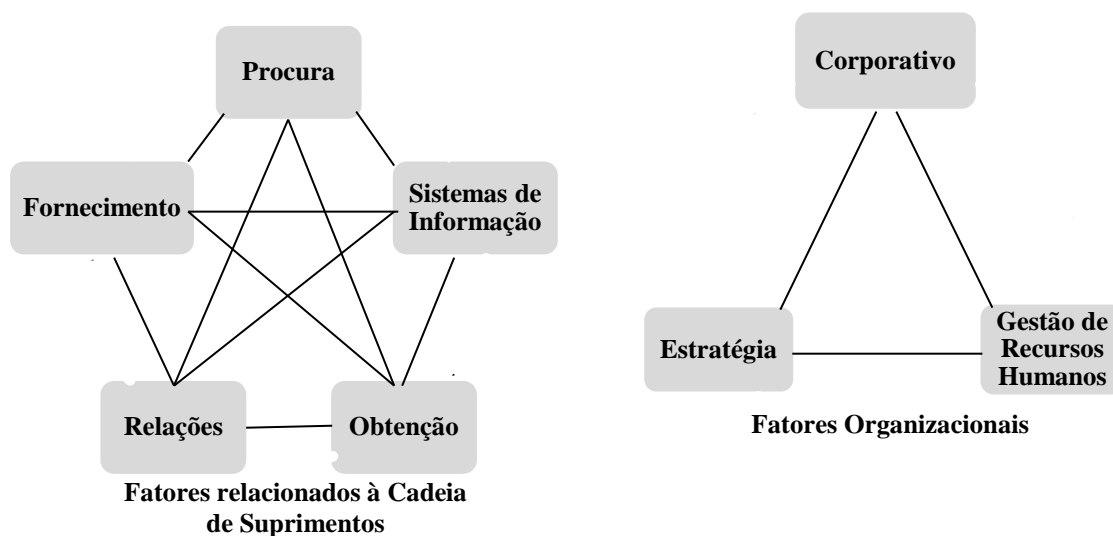 Procura
Fornecimento
Sistemas de
Informação
Relações
Obtenção
Fatores relacionados à Cadeia
de Suprimentos
Corporativo
Estratégia
Gestão de
Recursos
Humanos
Fatores Organizacionais